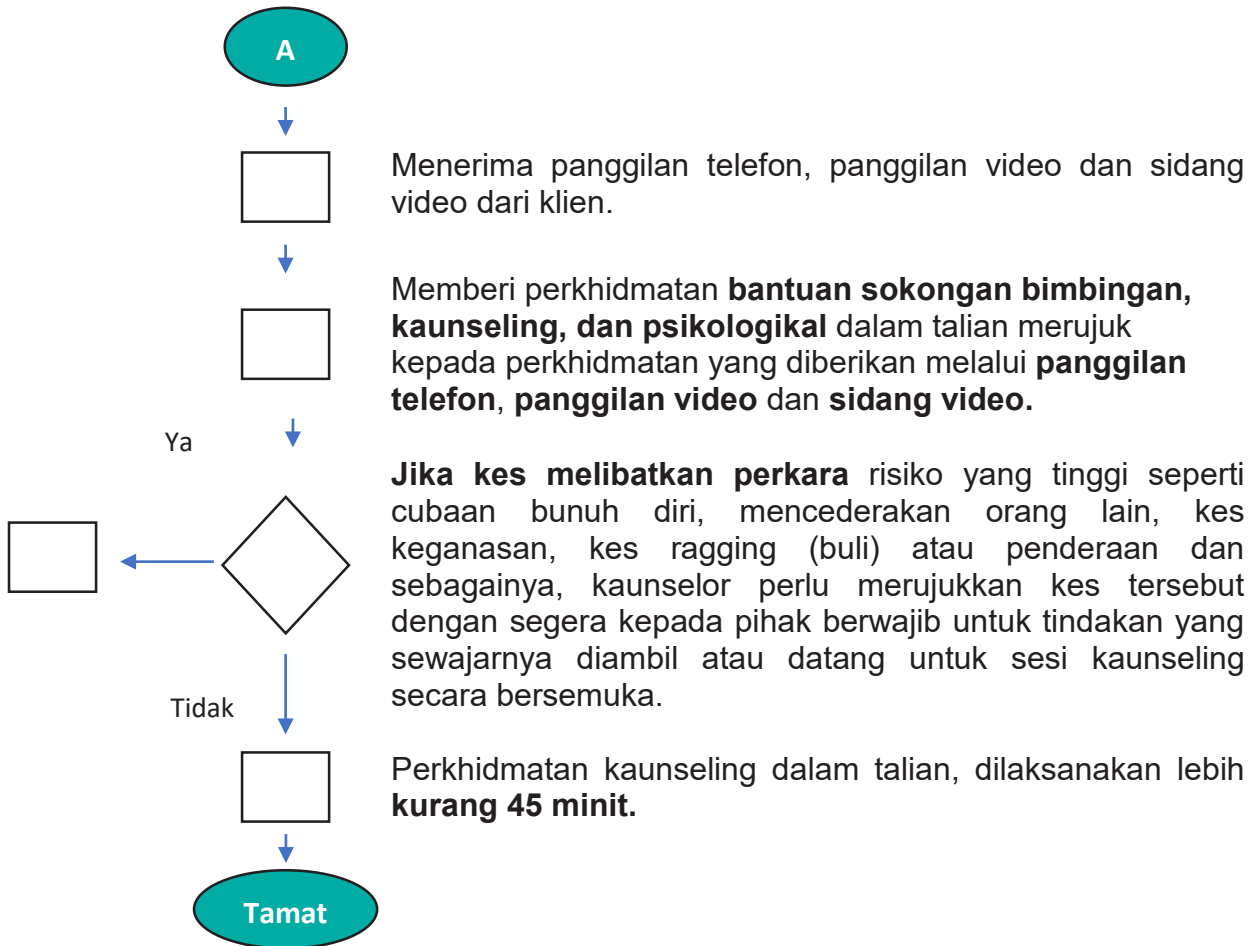 A
Menerima panggilan telefon, panggilan video dan sidang
video dari klien.
Memberi perkhidmatan bantuan sokongan bimbingan,
kaunseling, dan psikologikal dalam talian merujuk
kepada perkhidmatan yang diberikan melalui panggilan
telefon, panggilan video dan sidang video.
Ya
Jika kes melibatkan perkara risiko yang tinggi seperti
cubaan bunuh diri, mencederakan orang lain, kes
keganasan, kes ragging (buli) atau penderaan dan
sebagainya, kaunselor perlu merujukkan kes tersebut
dengan segera kepada pihak berwajib untuk tindakan yang
sewajarnya diambil atau datang untuk sesi kaunseling
secara bersemuka.
Tidak
Perkhidmatan kaunseling dalam talian, dilaksanakan lebih
kurang 45 minit.
Tamat